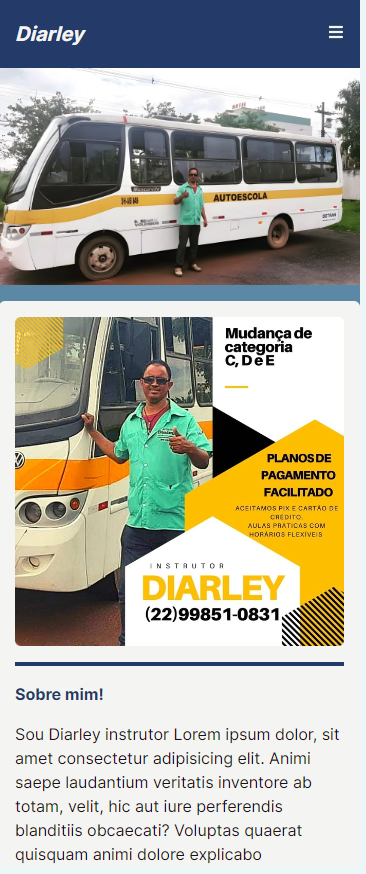 Diarley
AUTOESCOLA
DETRAN
Mudança de
categoria
C, D e E
PLANOS DE
PAGAMENTO
FACILITADO
ACEITAMOS PIX E CARTÃO DE
CRÉDITO.
AULAS PRATICAS COM
HORÁRIOS FLEXÍVEIS
INSTRUTOR
DIARLEY
(22)99851-0831
Sobre mim!
Sou Diarley instrutor Lorem ipsum dolor, sit
amet consectetur adipisicing elit. Animi
saepe laudantium veritatis inventore ab
totam, velit, hic aut iure perferendis
blanditiis obcaecati? Voluptas quaerat
quisquam animi dolore explicabo